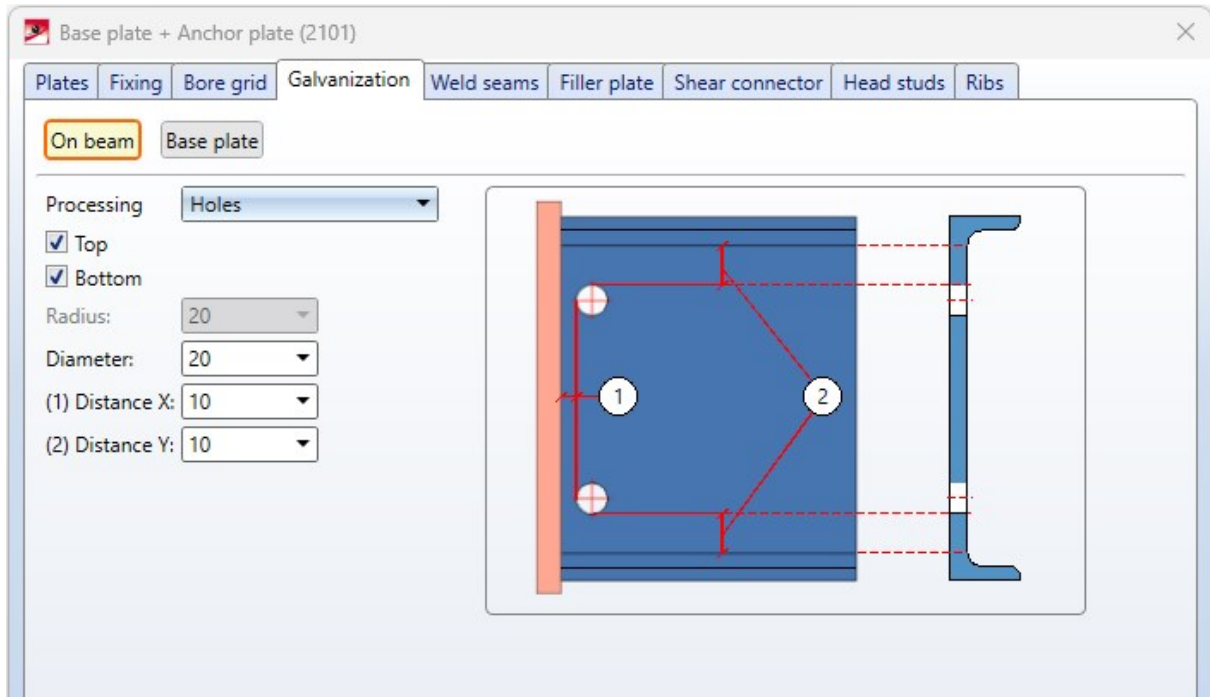 Base plate + Anchor plate (2101)
Plates Fixing Bore grid Galvanization Weld seams Filler plate Shear connector Head studs Ribs
On beam Base plate
Processing Holes
Top
Bottom
Radius: 20
Diameter: 20
(1) Distance X: 10
(2) Distance Y: 10
1 2